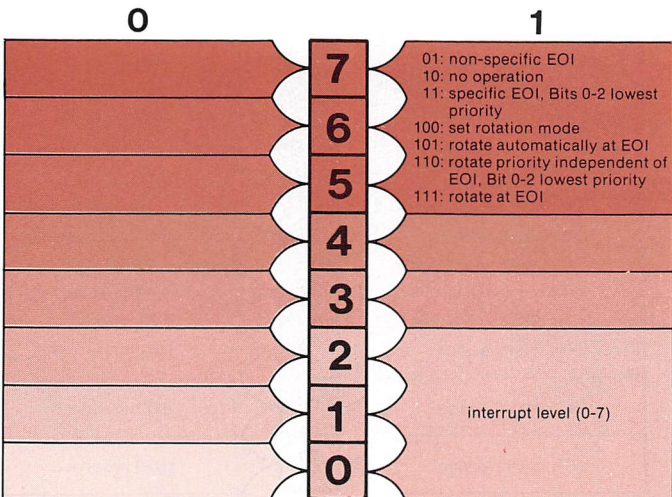 0
1
7
6
5
4
3
2
1
0
01: non-specific EOI
10: no operation
11: specific EOI, Bits 0-2 lowest
priority
100: set rotation mode
101: rotate automatically at EOI
110: rotate priority independent of
EOI, Bit 0-2 lowest priority
111: rotate at EOI
interrupt level (0-7)